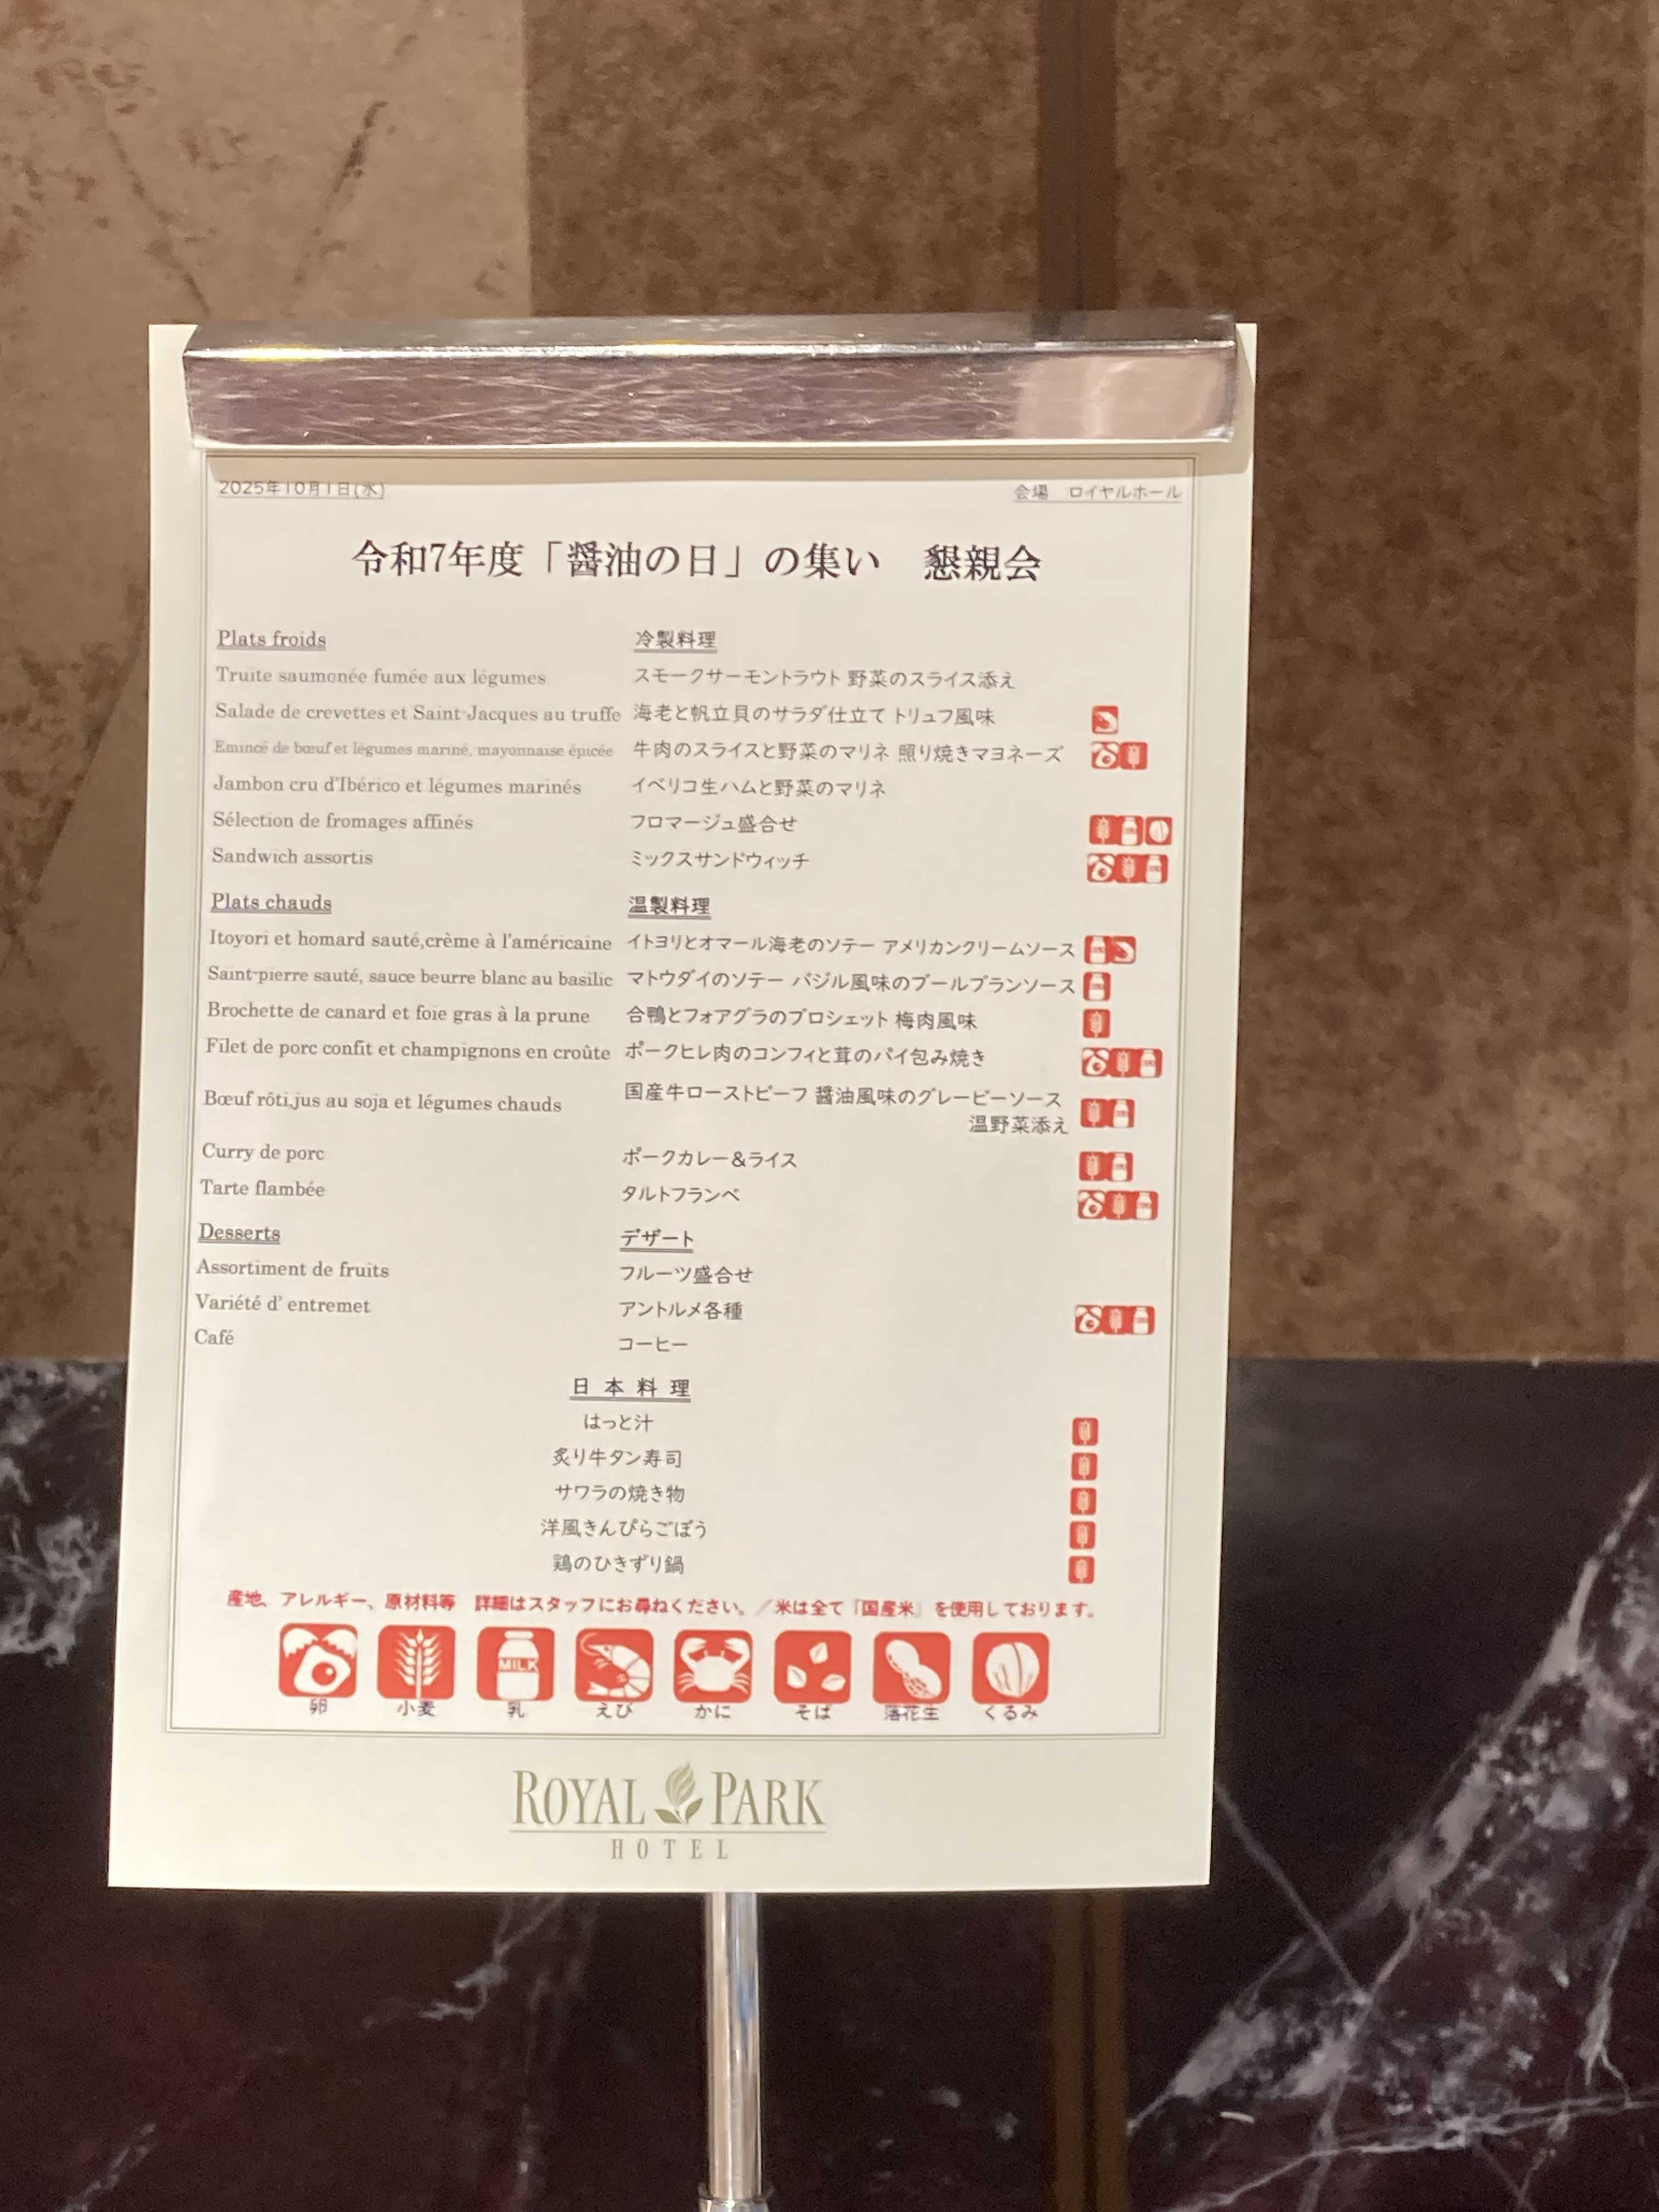 2025年10月1日(水)
会場　ロイヤルホール
令和7年度「醤油の日」の集い　懇親会
Plats froids 冷製料理
Truite saumonée fumée aux légumes スモークサーモントラウト 野菜のスライス添え
Salade de crevettes et Saint-Jacques au truffe 海老と帆立貝のサラダ仕立て トリュフ風味
Emincé de bœuf et légumes mariné, mayonnaise épicée 牛肉のスライスと野菜のマリネ 照り焼きマヨネーズ
Jambon cru d'Ibérico et légumes marinés イベリコ生ハムと野菜のマリネ
Sélection de fromages affinés フロマージュ盛合せ
Sandwich assortis ミックスサンドウィッチ
Plats chauds 温製料理
Itoyori et homard sauté,crème à l'américaine イトヨリとオマール海老のソテー アメリカンクリームソース
Saint-pierre sauté, sauce beurre blanc au basilic マトウダイのソテー バジル風味のブールブランソース
Brochette de canard et foie gras à la prune 合鴨とフォアグラのブロシェット 梅肉風味
Filet de porc confit et champignons en croûte ポークヒレ肉のコンフィと茸のパイ包み焼き
Bœuf rôti,jus au soja et légumes chauds 国産牛ローストビーフ 醤油風味のグレービーソース
温野菜添え
Curry de porc ポークカレー＆ライス
Tarte flambée タルトフランベ
Desserts デザート
Assortiment de fruits フルーツ盛合せ
Variété d' entremet アントルメ各種
Café コーヒー
日本料理
はっと汁
炙り牛タン寿司
サワラの焼き物
洋風きんぴらごぼう
鶏のひきずり鍋
産地、アレルギー、原材料等　詳細はスタッフにお尋ねください。／米は全て「国産米」を使用しております。
MILK
卵 小麦 乳 えび かに そば 落花生 くるみ
ROYAL PARK
HOTEL